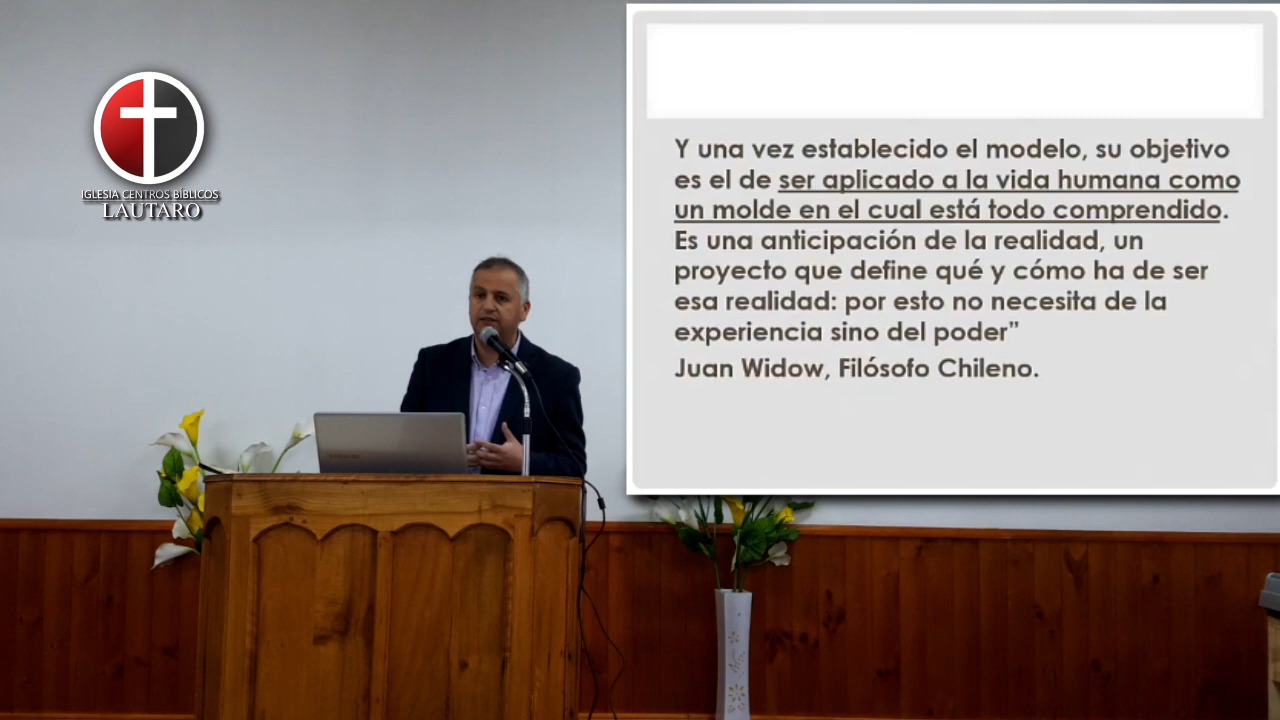 IGLESIA CENTROS BÍBLICOS
LAUTARO
Y una vez establecido el modelo, su objetivo
es el de ser aplicado a la vida humana como
un molde en el cual está todo comprendido.
Es una anticipación de la realidad, un
proyecto que define qué y cómo ha de ser
esa realidad: por esto no necesita de la
experiencia sino del poder”
Juan Widow, Filósofo Chileno.